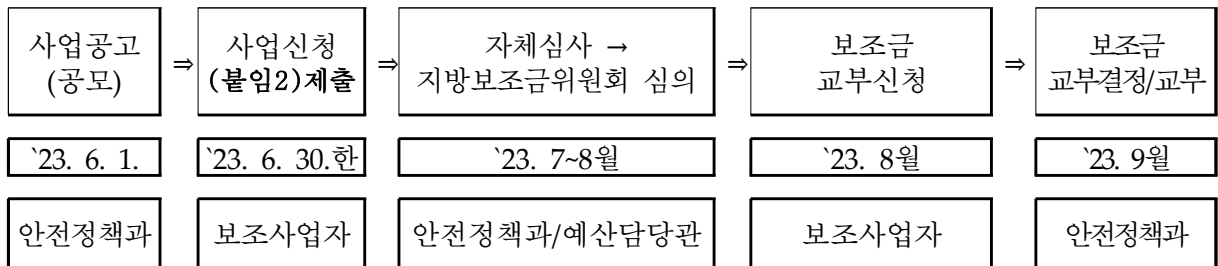 사업공고
(공모)
⇒
사업신청
(붙임2)제출
⇒
자체심사 →
지방보조금위원회 심의
⇒
보조금
교부신청
⇒
보조금
교부결정/교부
`23. 6. 1.
`23. 6. 30.한
`23. 7~8월
`23. 8월
`23. 9월
안전정책과
보조사업자
안전정책과/예산담당관
보조사업자
안전정책과